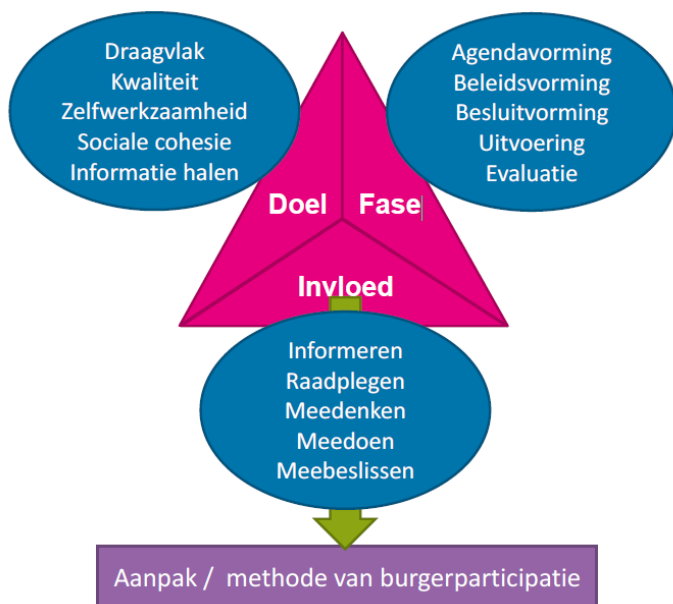 Draagvlak
Kwaliteit
Zelfwerkzaamheid
Sociale cohesie
Informatie halen
Agendavorming
Beleidsvorming
Besluitvorming
Uitvoering
Evaluatie
Doel
Fase
Invloed
Informeren
Raadplegen
Meedenken
Meedoen
Meebeslissen
Aanpak / methode van burgerparticipatie